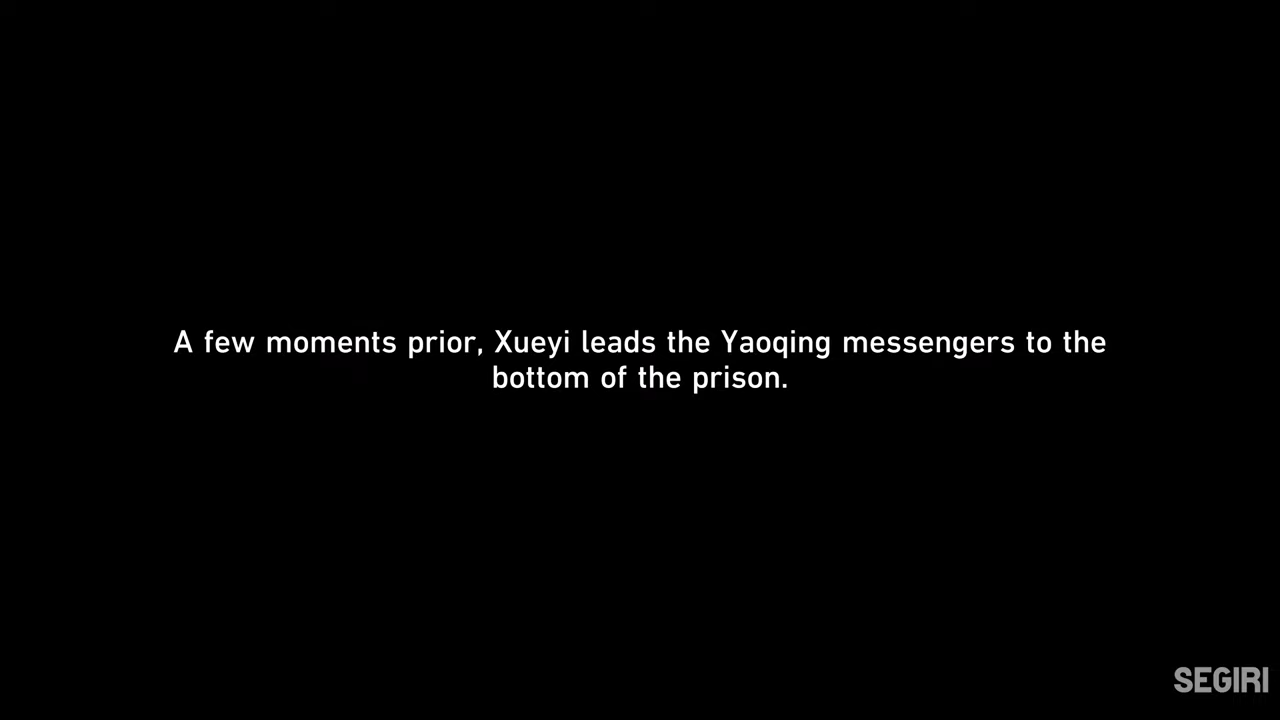 A few moments prior, Xueyi leads the Yaoqing messengers to the
bottom of the prison.
SEGIRI